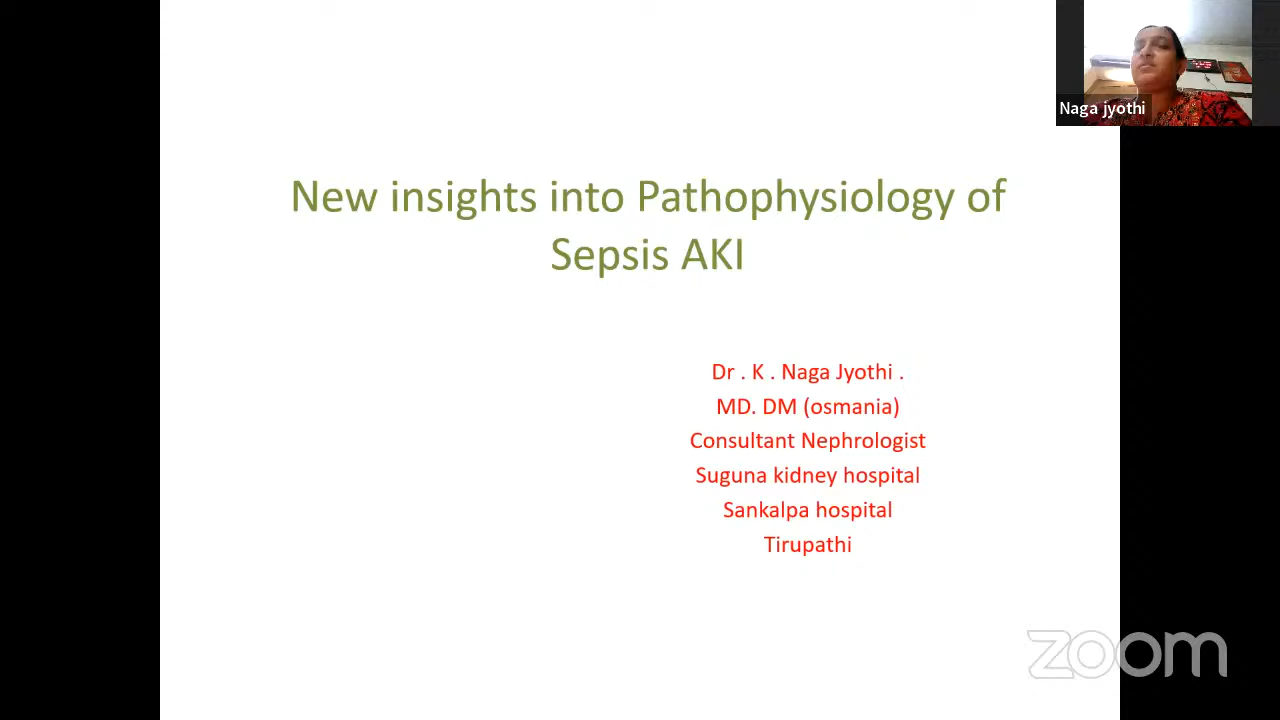 Naga jyothi
New insights into Pathophysiology of
Sepsis AKI
Dr . K . Naga Jyothi .
MD. DM (osmania)
Consultant Nephrologist
Suguna kidney hospital
Sankalpa hospital
Tirupathi
zoom